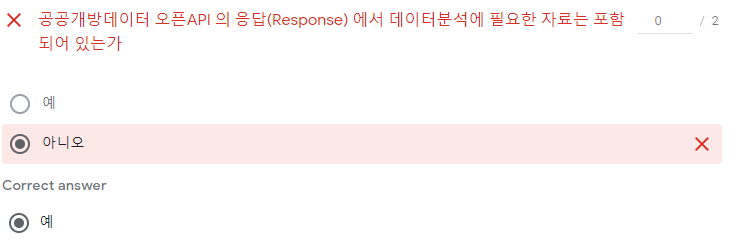 공공개방데이터 오픈API 의 응답(Response) 에서 데이터분석에 필요한 자료는 포함
0 / 2
되어 있는가
예
아니오
Correct answer
예